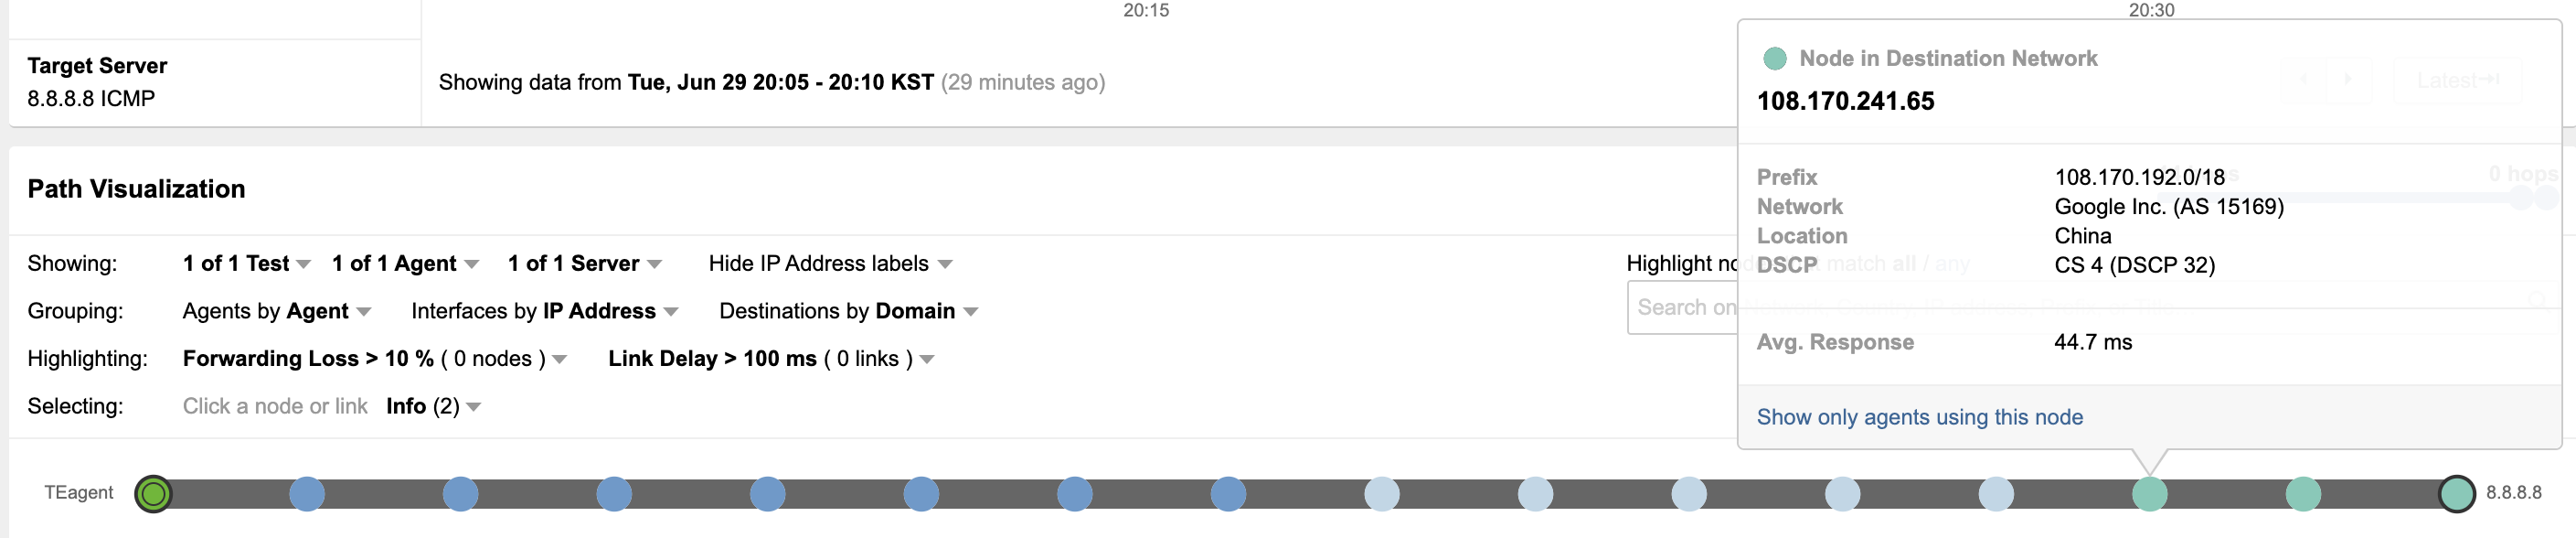 20:15
20:30
Target Server
8.8.8.8 ICMP
Showing data from Tue, Jun 29 20:05 - 20:10 KST (29 minutes ago)
Latest
Node in Destination Network
108.170.241.65
Prefix 108.170.192.0/18
Network Google Inc. (AS 15169)
Location China
DSCP CS 4 (DSCP 32)
Avg. Response 44.7 ms
Show only agents using this node
0 hops
Path Visualization
Showing: 1 of 1 Test 1 of 1 Agent 1 of 1 Server Hide IP Address labels
Highlight match all / any
Grouping: Agents by Agent Interfaces by IP Address Destinations by Domain
Search on
Highlighting: Forwarding Loss > 10 % ( 0 nodes ) Link Delay > 100 ms ( 0 links )
Selecting: Click a node or link Info (2)
TEagent
8.8.8.8